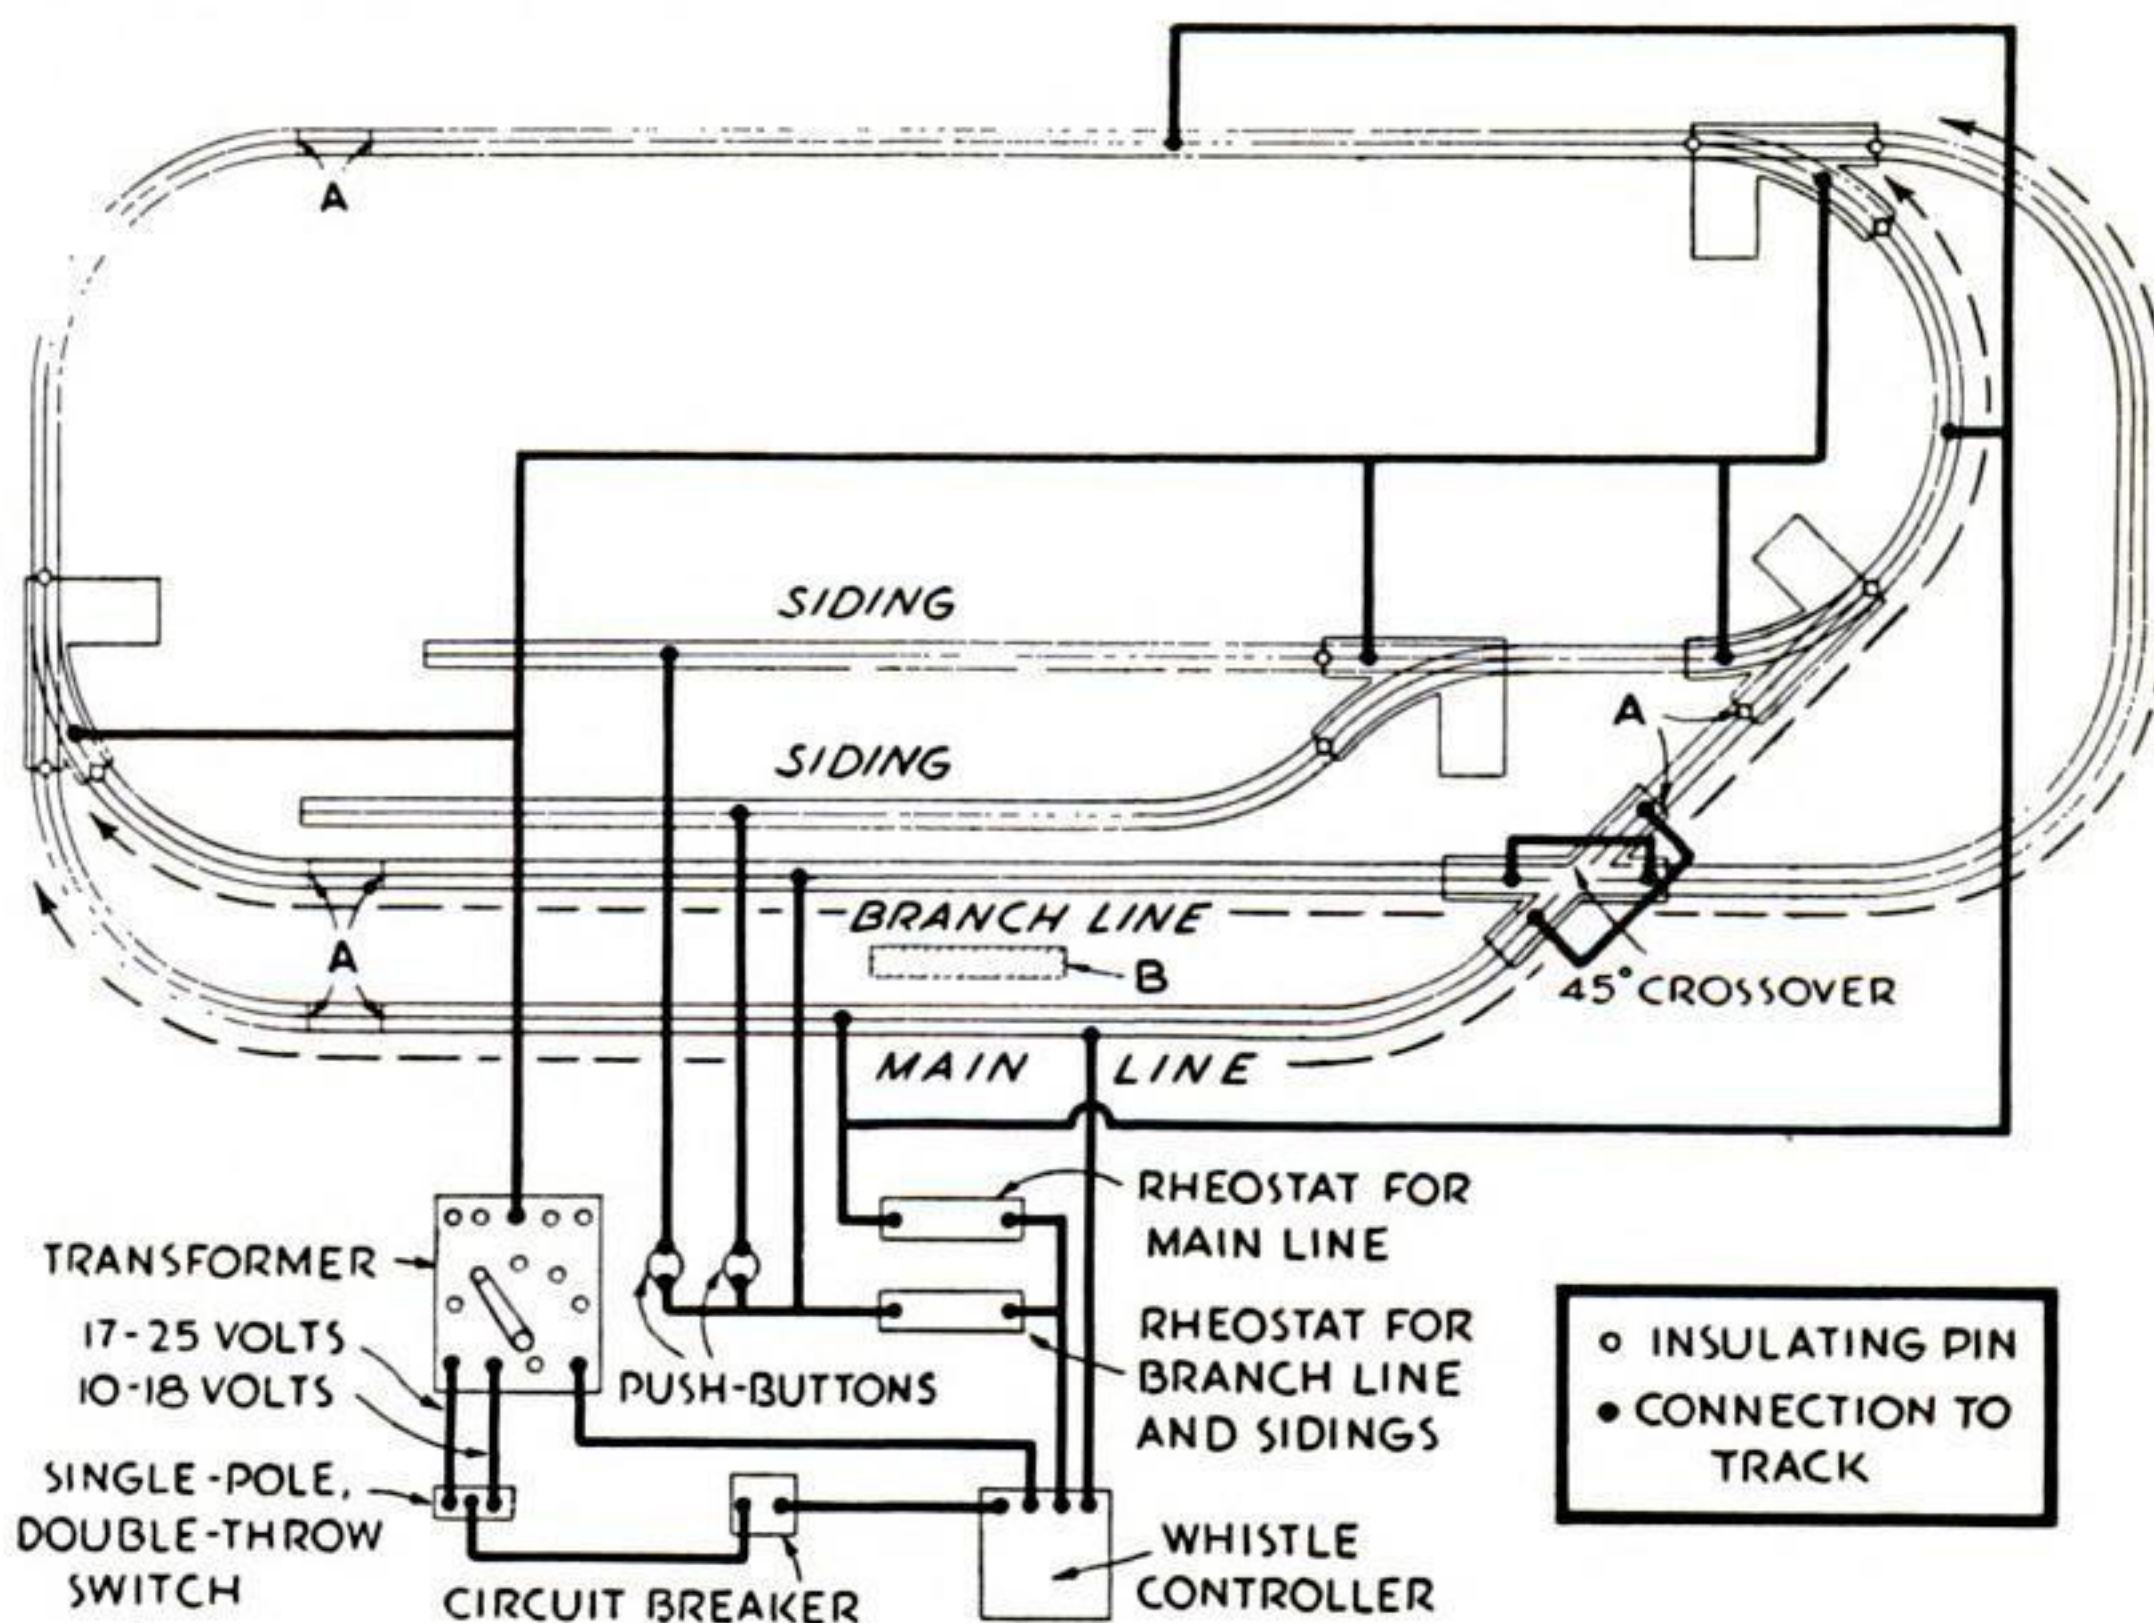 A
SIDING
A
SIDING
BRANCH LINE
B
A
45° CROSSOVER
MAIN LINE
RHEOSTAT FOR
MAIN LINE
TRANSFORMER
17-25 VOLTS
10-18 VOLTS
PUSH-BUTTONS
RHEOSTAT FOR
BRANCH LINE
AND SIDINGS
INSULATING PIN
CONNECTION TO
TRACK
SINGLE-POLE,
DOUBLE-THROW
SWITCH
CIRCUIT BREAKER
WHISTLE
CONTROLLER